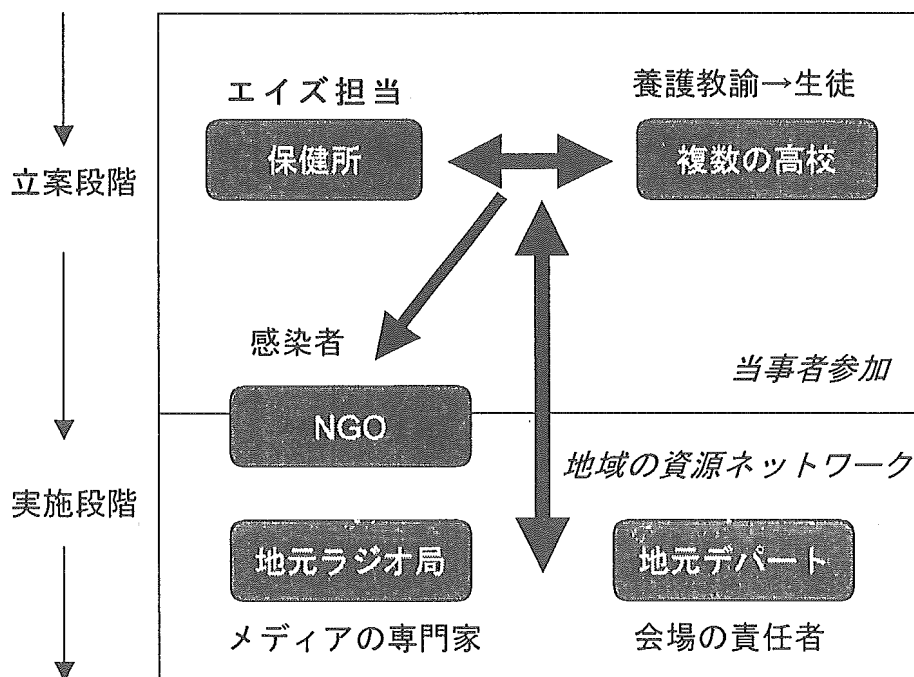 エイズ担当
養護教諭→生徒
保健所
複数の高校
立案段階
感染者
当事者参加
NGO
地域の資源ネットワーク
実施段階
地元ラジオ局
地元デパート
メディアの専門家
会場の責任者